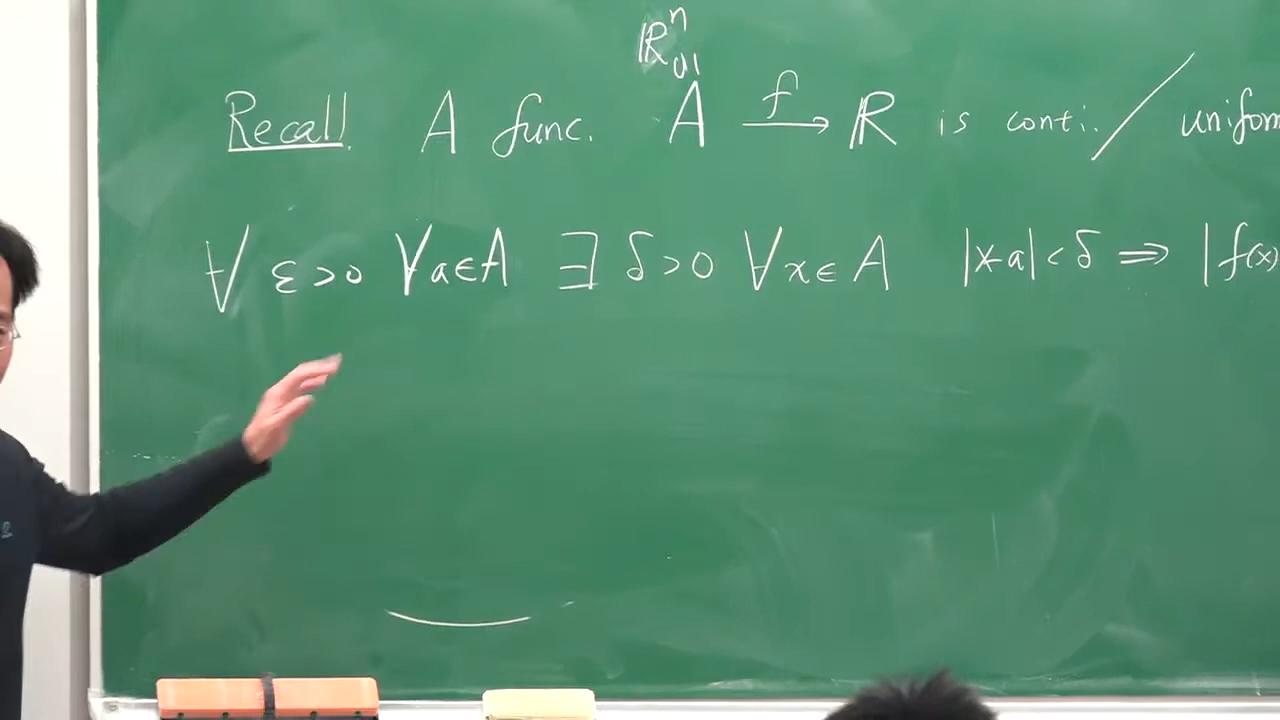 ℝⁿ
∪I
Recall. A func. A →f ℝ is conti. / uniform
∀ ε>0 ∀a∈A ∃ δ>0 ∀x∈A |x-a|<δ ⇒ |f(x)